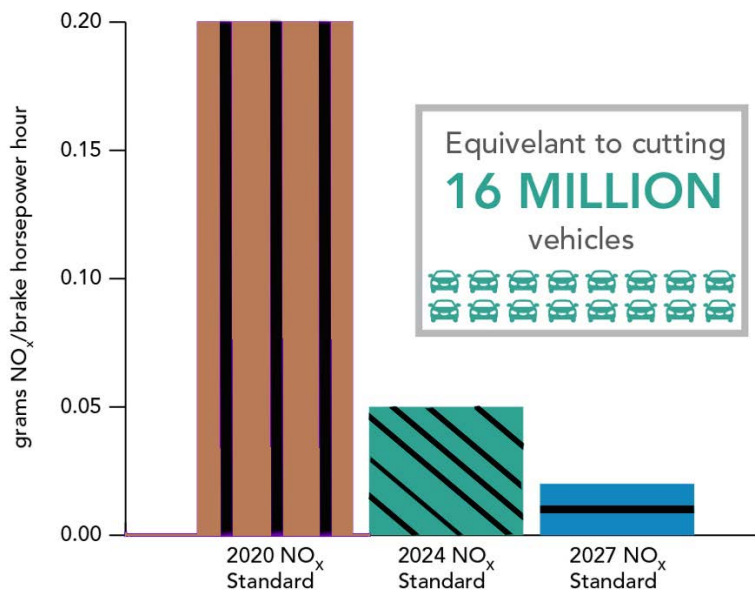 grams NOx/brake horsepower hour
0.20
0.15
0.10
0.05
0.00
Equivelant to cutting
16 MILLION
vehicles
2020 NOx
Standard
2024 NOx
Standard
2027 NOx
Standard